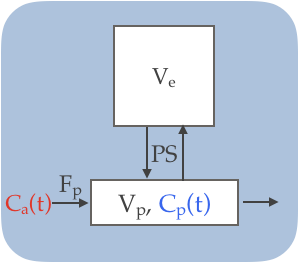 Vₑ
PS
Fₚ
Cₐ(t)
Vₚ, Cₚ(t)